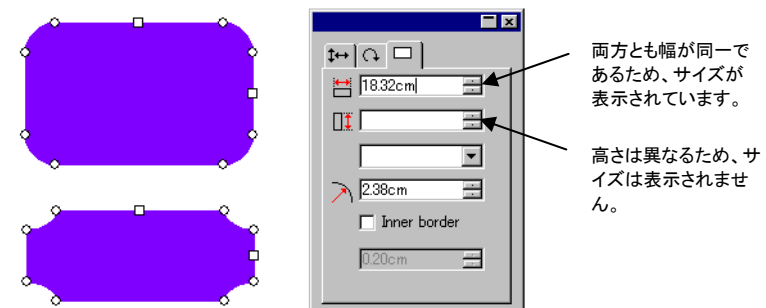 18.32cm
2.38cm
Inner border
0.20cm
両方とも幅が同一で
あるため、サイズが
表示されています。
高さは異なるため、サ
イズは表示されませ
ん。